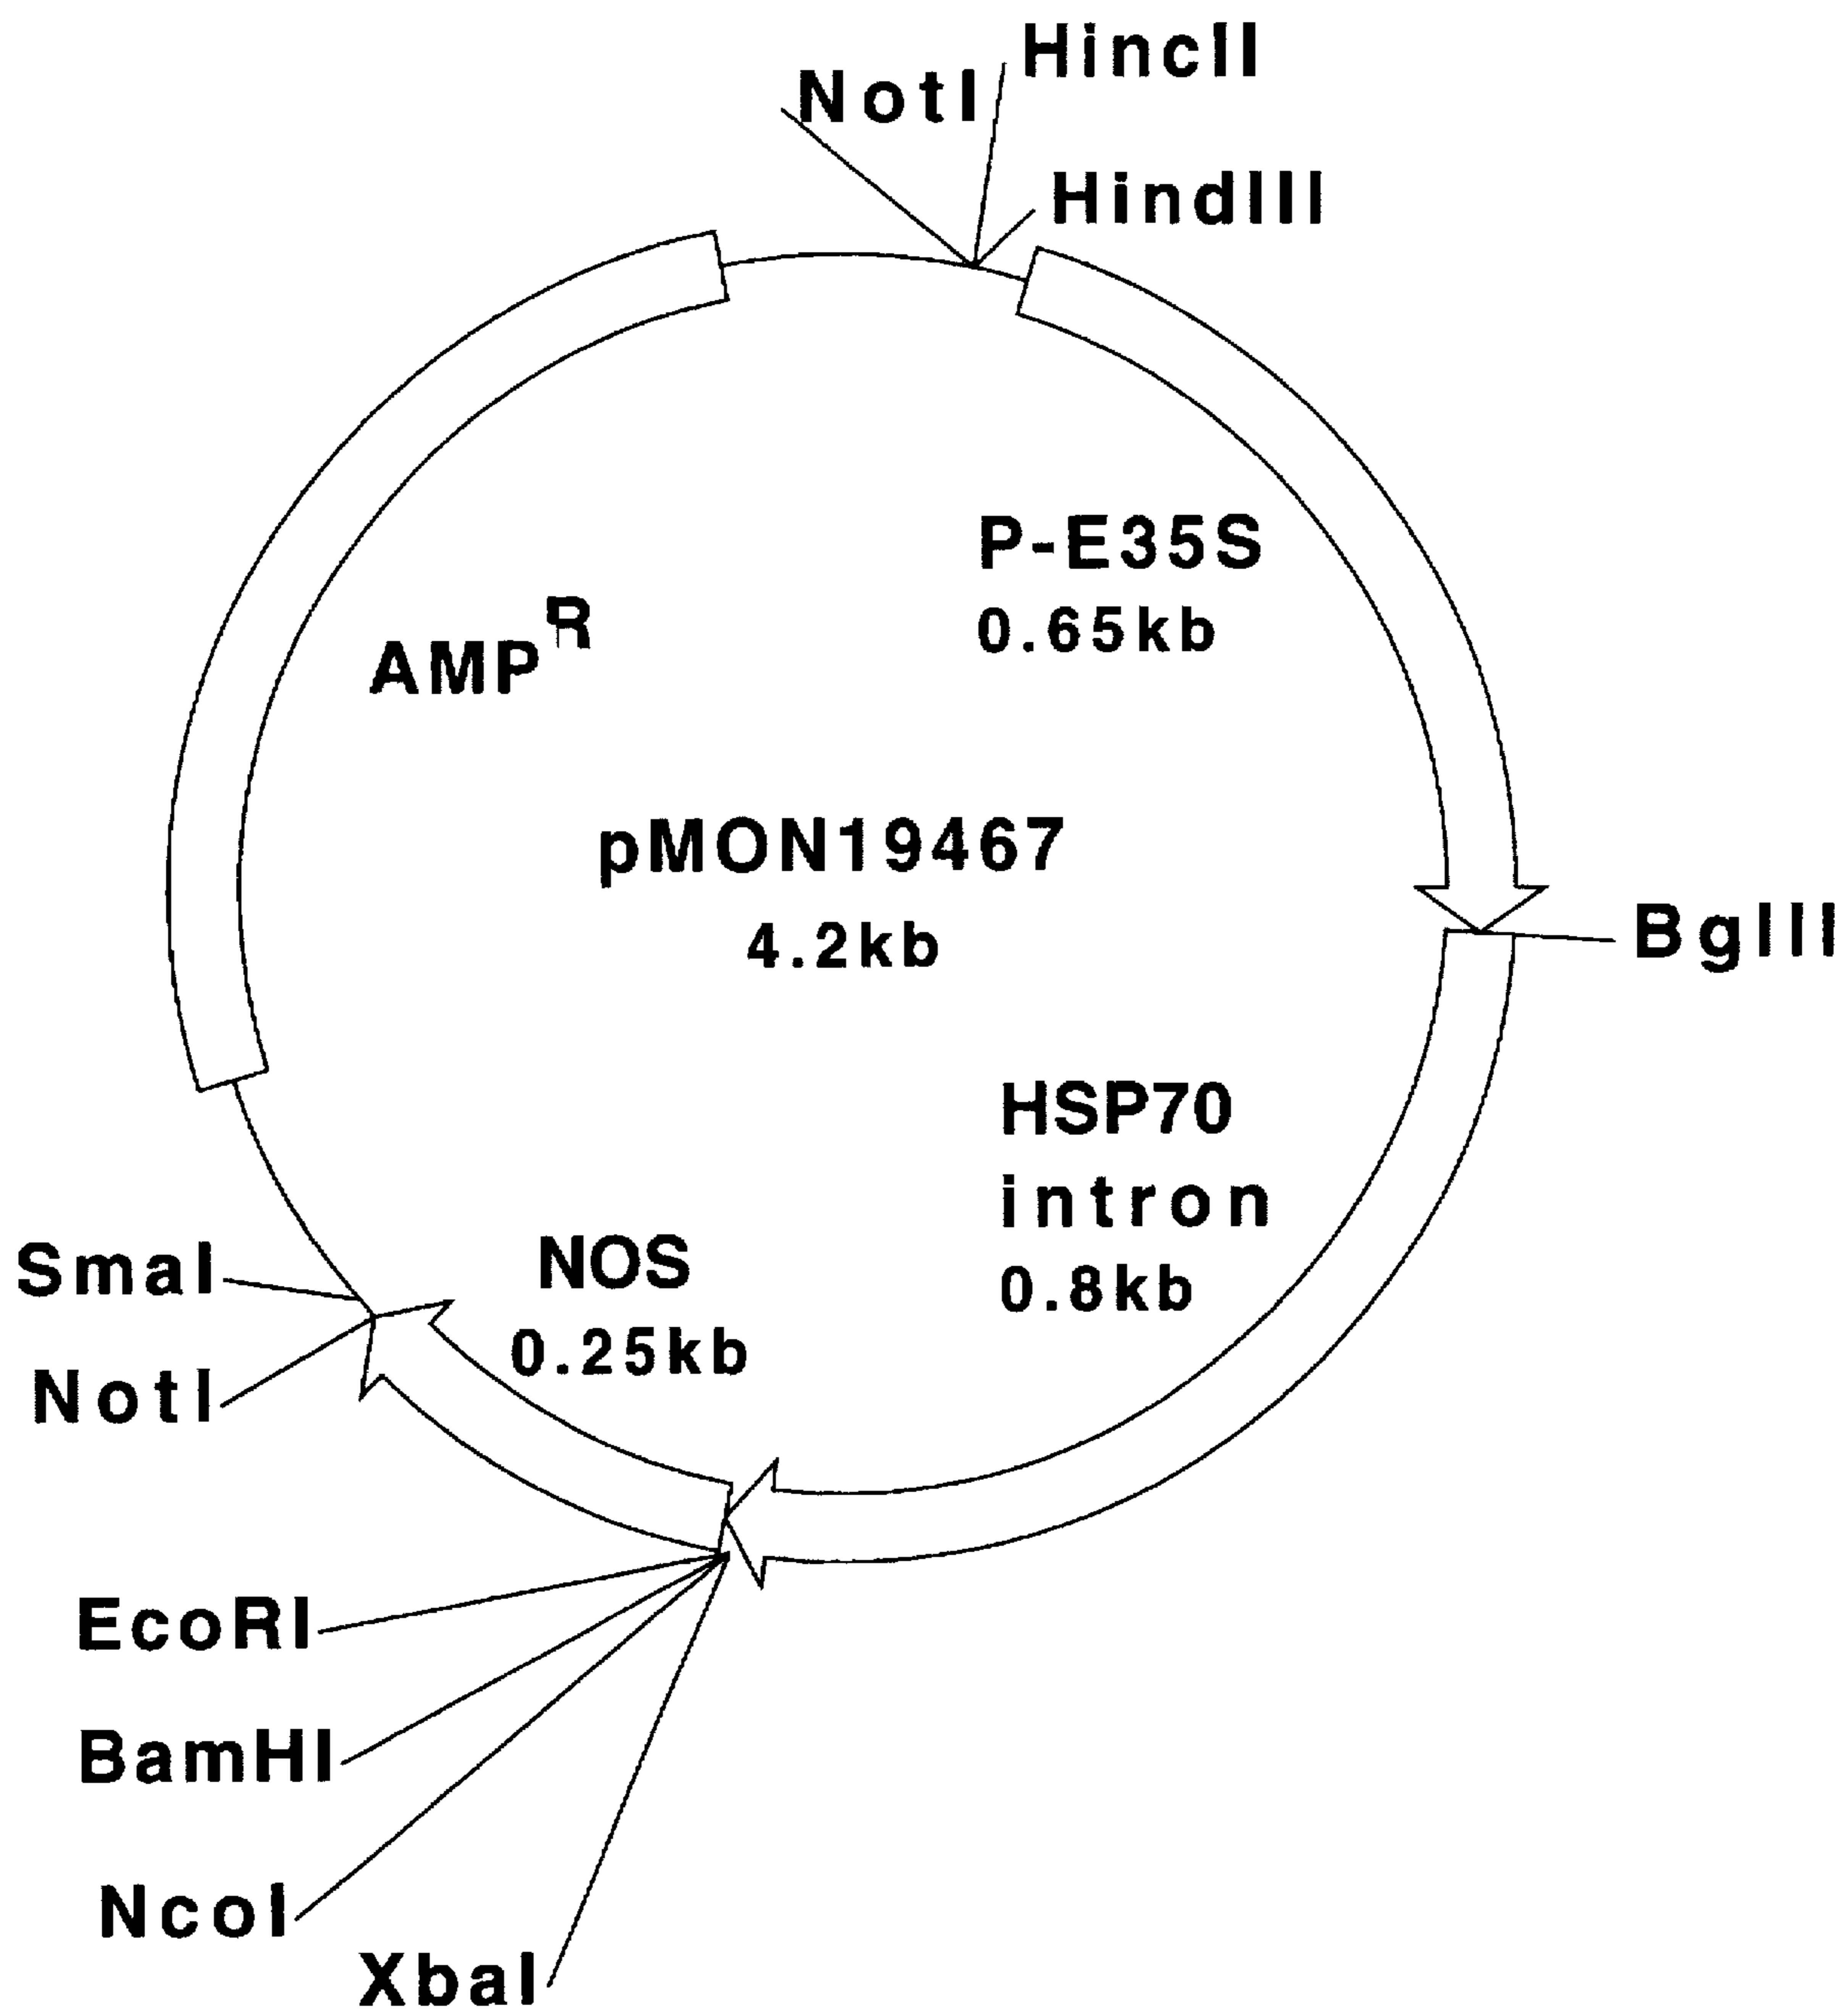 HincII
NotI
HindIII
P-E35S
0.65kb
AMP^R
pMON19467
4.2kb
BglII
HSP70
intron
0.8kb
NOS
0.25kb
SmaI
NotI
EcoRI
BamHI
NcoI
XbaI